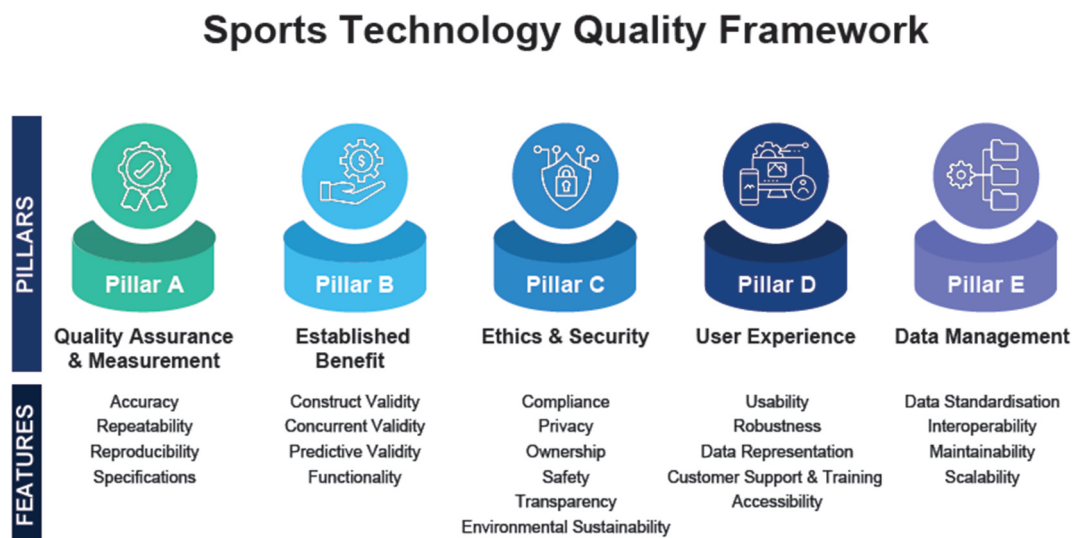 Sports Technology Quality Framework
PILLARS
Pillar A
Pillar B
Pillar C
Pillar D
Pillar E
Quality Assurance
& Measurement
Established
Benefit
Ethics & Security
User Experience
Data Management
FEATURES
Accuracy
Repeatability
Reproducibility
Specifications
Construct Validity
Concurrent Validity
Predictive Validity
Functionality
Compliance
Privacy
Ownership
Safety
Transparency
Environmental Sustainability
Usability
Robustness
Data Representation
Customer Support & Training
Accessibility
Data Standardisation
Interoperability
Maintainability
Scalability